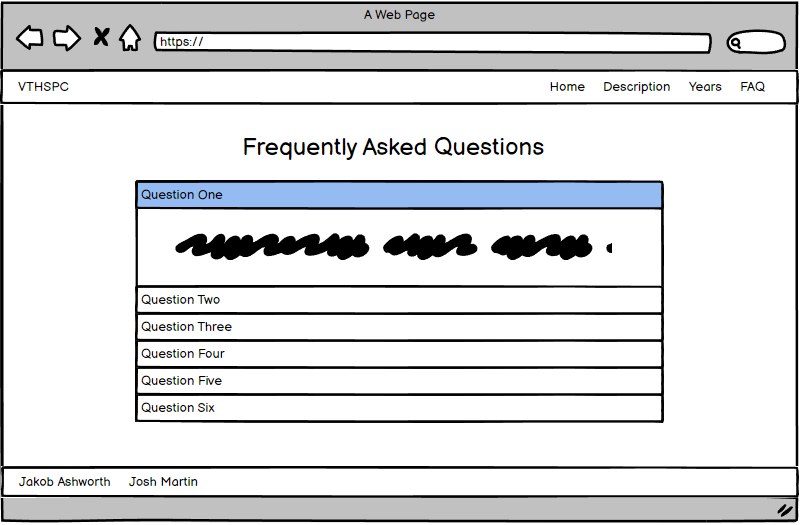 A Web Page
https://
VTHSPC Home Description Years FAQ
Frequently Asked Questions
Question One
Question Two
Question Three
Question Four
Question Five
Question Six
Jakob Ashworth Josh Martin